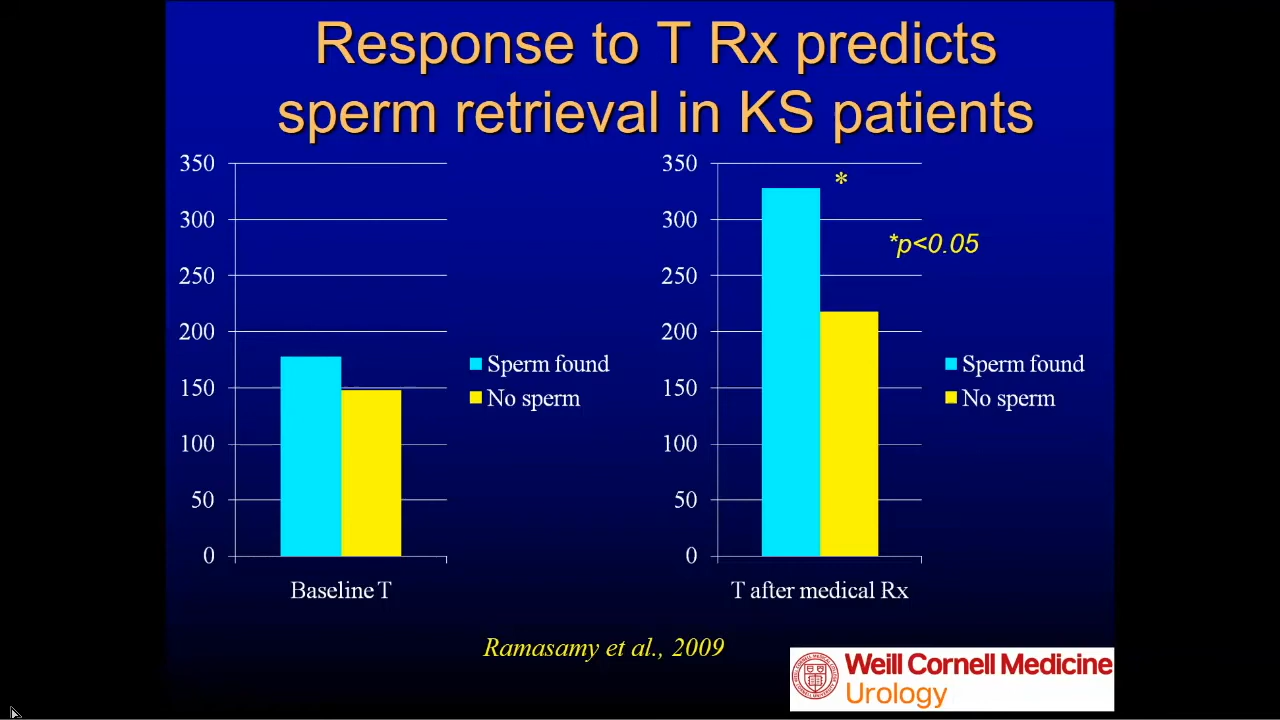 Response to T Rx predicts
sperm retrieval in KS patients
350
300
250
200
150
100
50
0
Baseline T
Sperm found
No sperm
350
300
250
200
150
100
50
0
T after medical Rx
*
*p<0.05
Sperm found
No sperm
Ramasamy et al., 2009
Weill Cornell Medicine
Urology